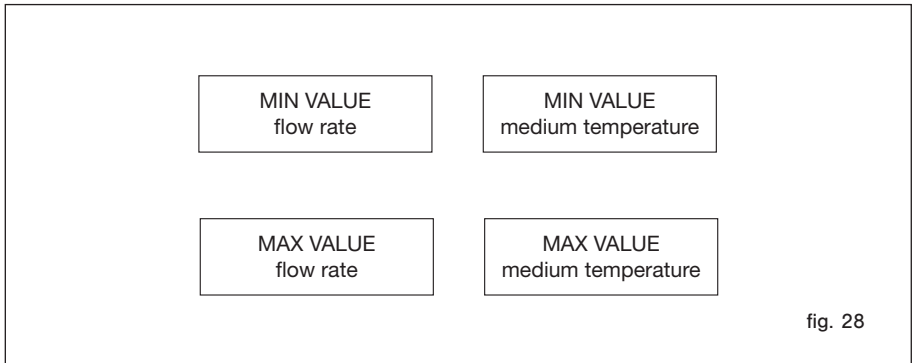 MIN VALUE
flow rate
MIN VALUE
medium temperature
MAX VALUE
flow rate
MAX VALUE
medium temperature
fig. 28